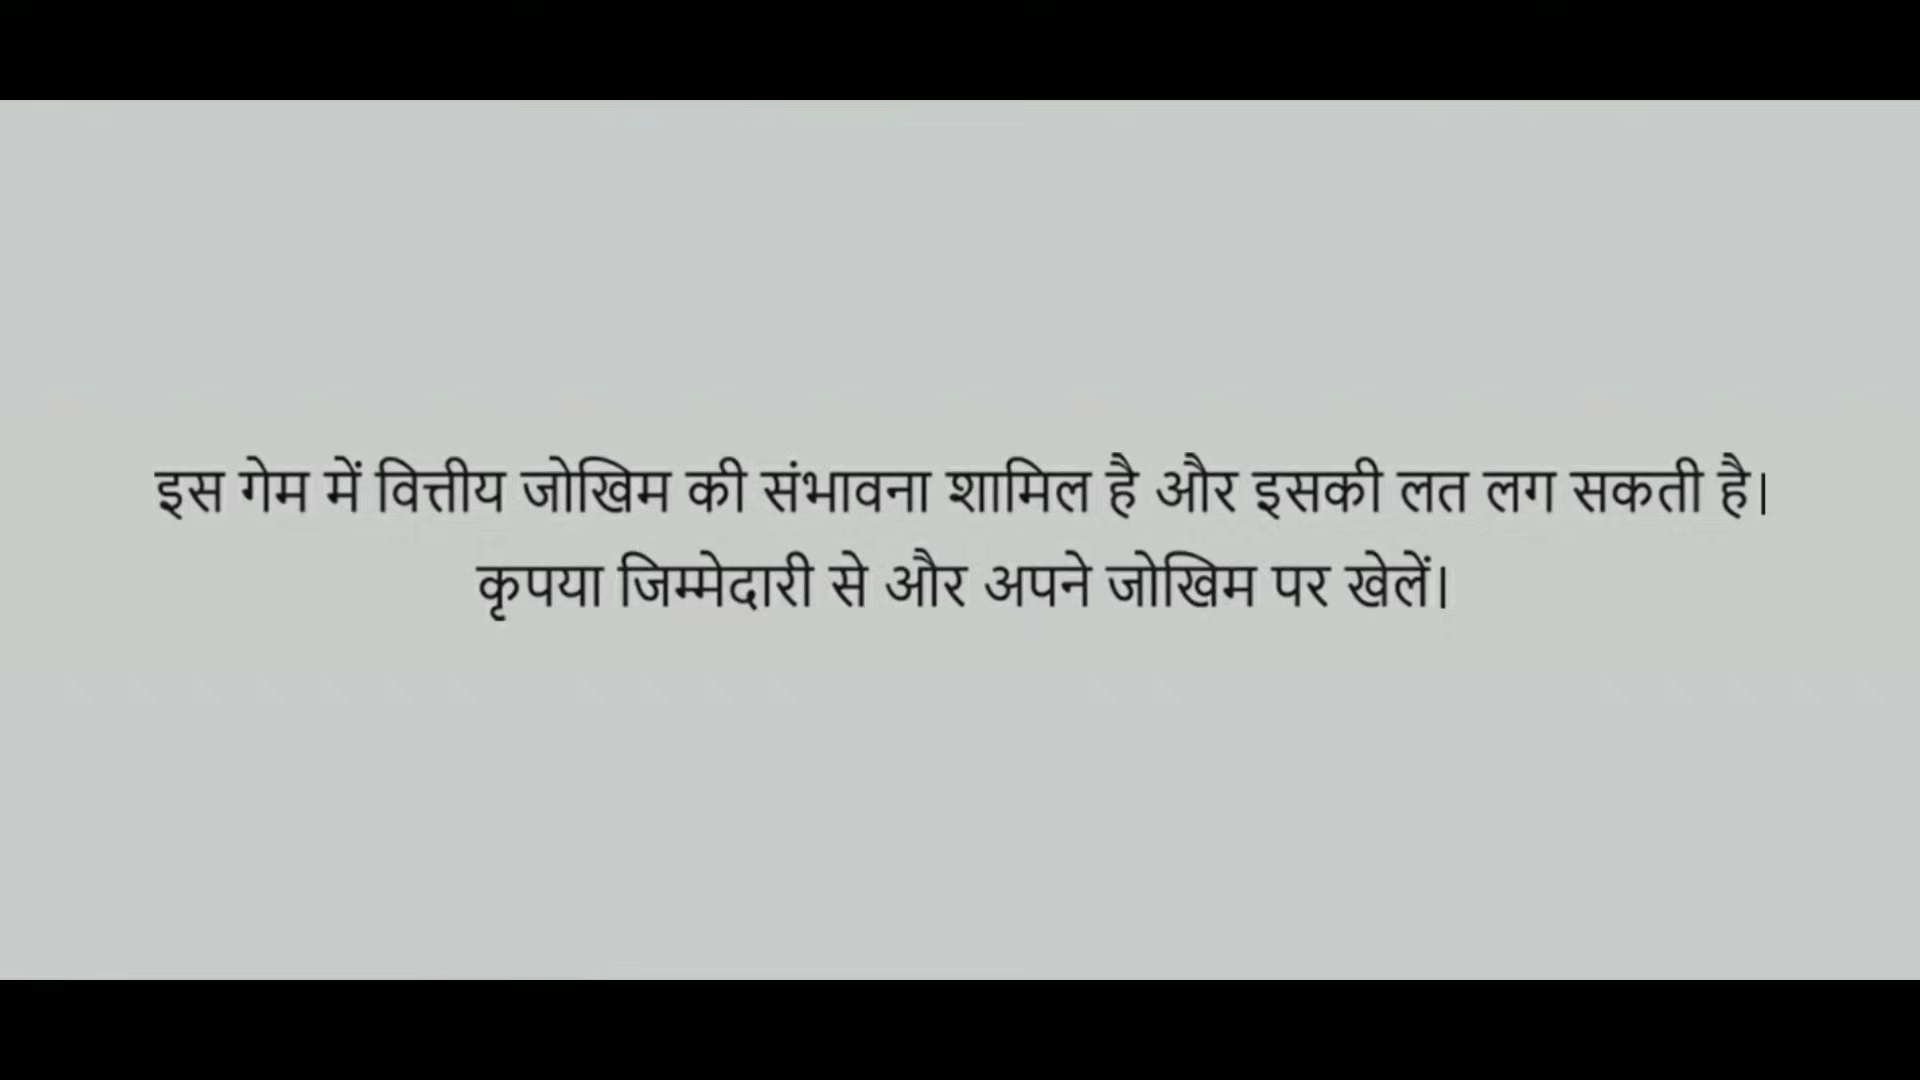 इस गेम में वित्तीय जोखिम की संभावना शामिल है और इसकी लत लग सकती है।
कृपया जिम्मेदारी से और अपने जोखिम पर खेलें।